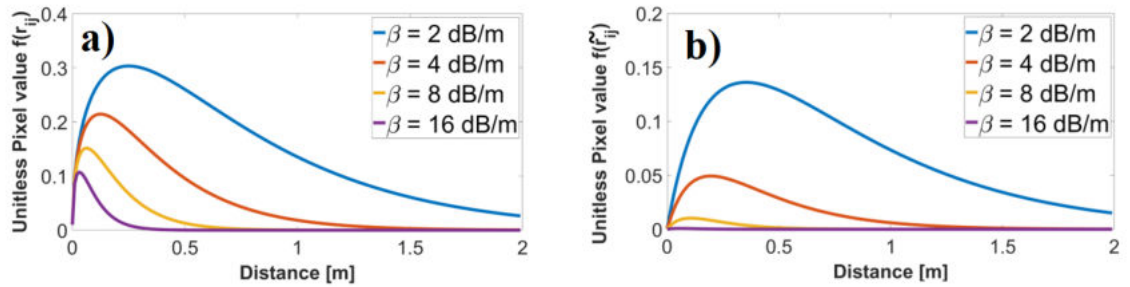 a)
Unitless Pixel value f(r_ij)
0.4
0.3
0.2
0.1
0
β = 2 dB/m
β = 4 dB/m
β = 8 dB/m
β = 16 dB/m
0
0.5
1
1.5
2
Distance [m]
b)
Unitless Pixel value f(r̃_ij)
0.2
0.15
0.1
0.05
0
β = 2 dB/m
β = 4 dB/m
β = 8 dB/m
β = 16 dB/m
0
0.5
1
1.5
2
Distance [m]